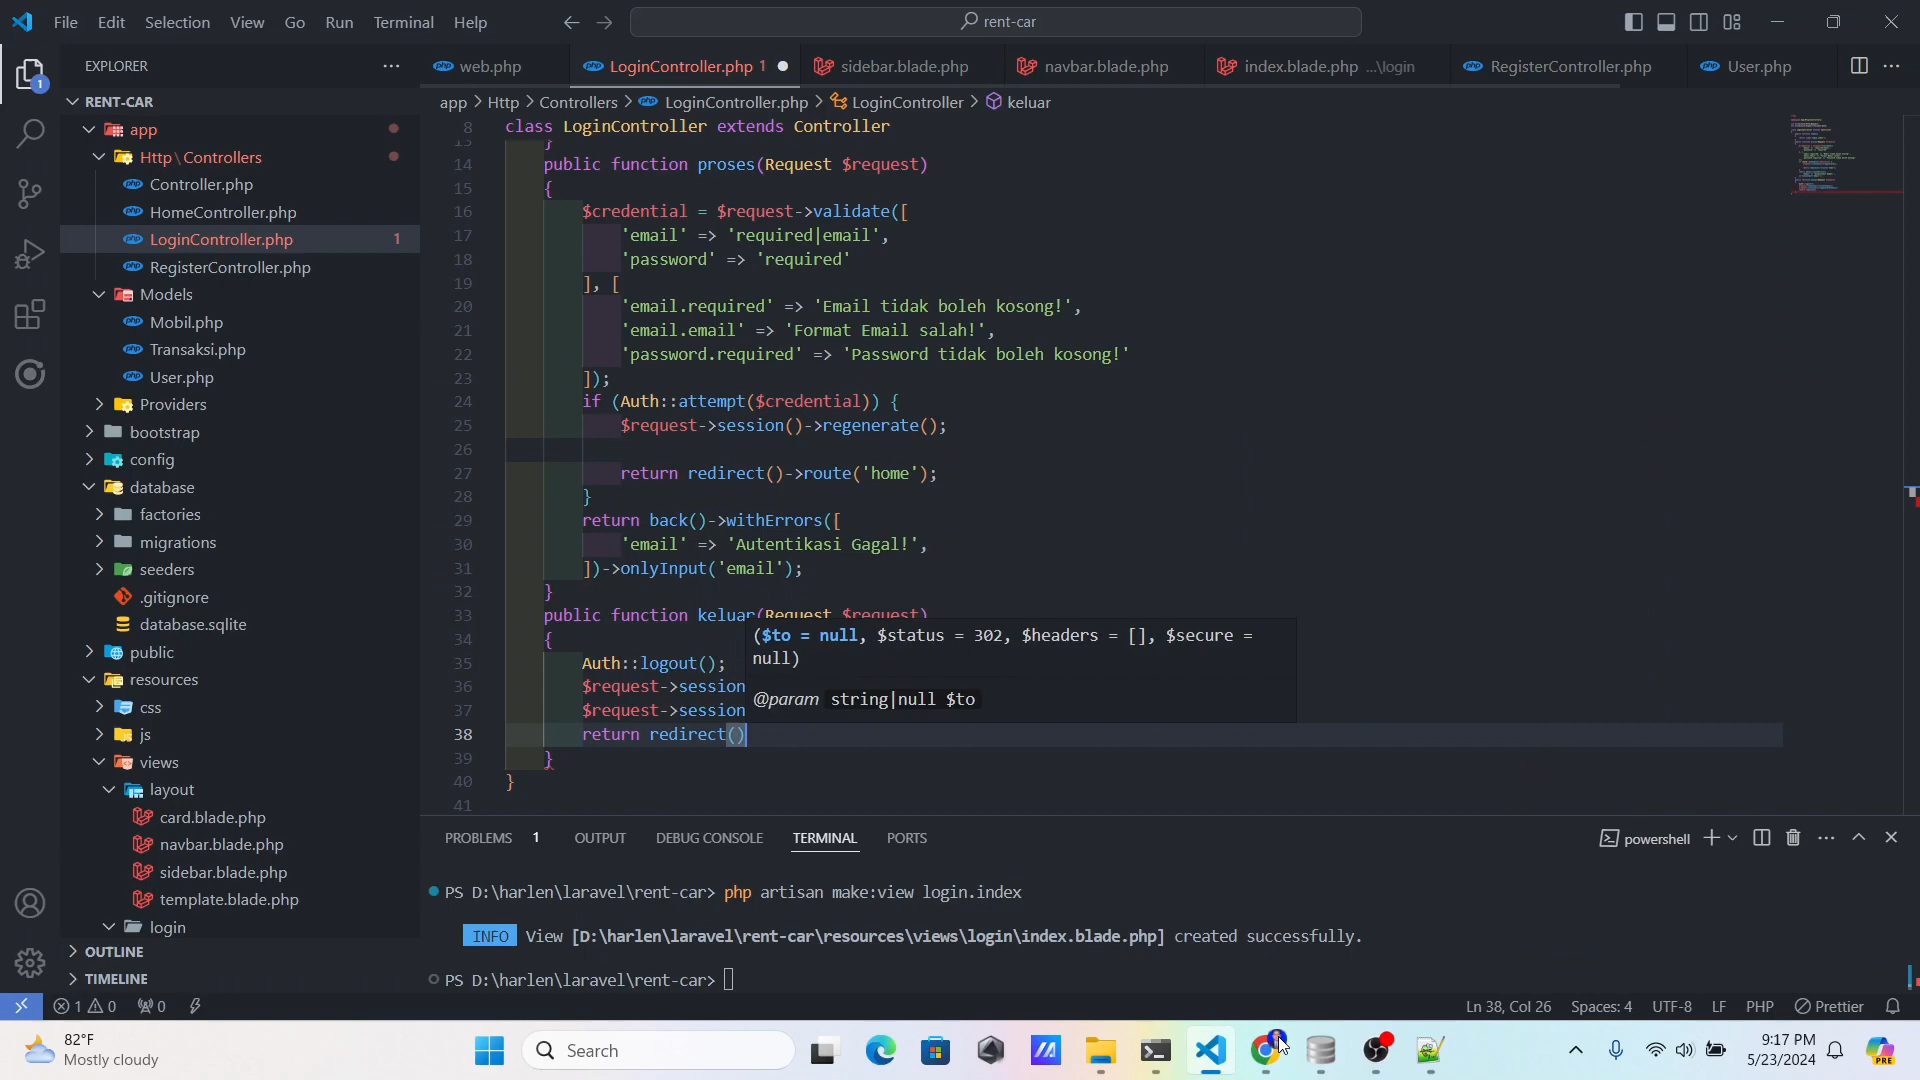 File Edit Selection View Go Run Terminal Help
rent-car
EXPLORER
web.php
LoginController.php 1
sidebar.blade.php
navbar.blade.php
index.blade.php ...\login
RegisterController.php
User.php
RENT-CAR
app
Http\Controllers
Controller.php
HomeController.php
LoginController.php 1
RegisterController.php
Models
Mobil.php
Transaksi.php
User.php
Providers
bootstrap
config
database
factories
migrations
seeders
.gitignore
database.sqlite
public
resources
css
js
views
layout
card.blade.php
navbar.blade.php
sidebar.blade.php
template.blade.php
login
OUTLINE
TIMELINE
app > Http > Controllers > LoginController.php > LoginController > keluar
8 class LoginController extends Controller
13 }
14 public function proses(Request $request)
15 {
16 $credential = $request->validate([
17 'email' => 'required|email',
18 'password' => 'required'
19 ], [
20 'email.required' => 'Email tidak boleh kosong!',
21 'email.email' => 'Format Email salah!',
22 'password.required' => 'Password tidak boleh kosong!'
23 ]);
24 if (Auth::attempt($credential)) {
25 $request->session()->regenerate();
26
27 return redirect()->route('home');
28 }
29 return back()->withErrors([
30 'email' => 'Autentikasi Gagal!',
31 ])->onlyInput('email');
32 }
33 public function keluar(Request $request)
34 {
35 Auth::logout();
36 $request->session
37 $request->session
38 return redirect()
39 }
40 }
41
($to = null, $status = 302, $headers = [], $secure =
null)
@param string|null $to
PROBLEMS 1 OUTPUT DEBUG CONSOLE TERMINAL PORTS
powershell
PS D:\harlen\laravel\rent-car> php artisan make:view login.index
INFO View [D:\harlen\laravel\rent-car\resources\views\login\index.blade.php] created successfully.
PS D:\harlen\laravel\rent-car>
1 0 0
Ln 38, Col 26 Spaces: 4 UTF-8 LF PHP Prettier
82°F
Mostly cloudy
Search
9:17 PM
5/23/2024
PRE